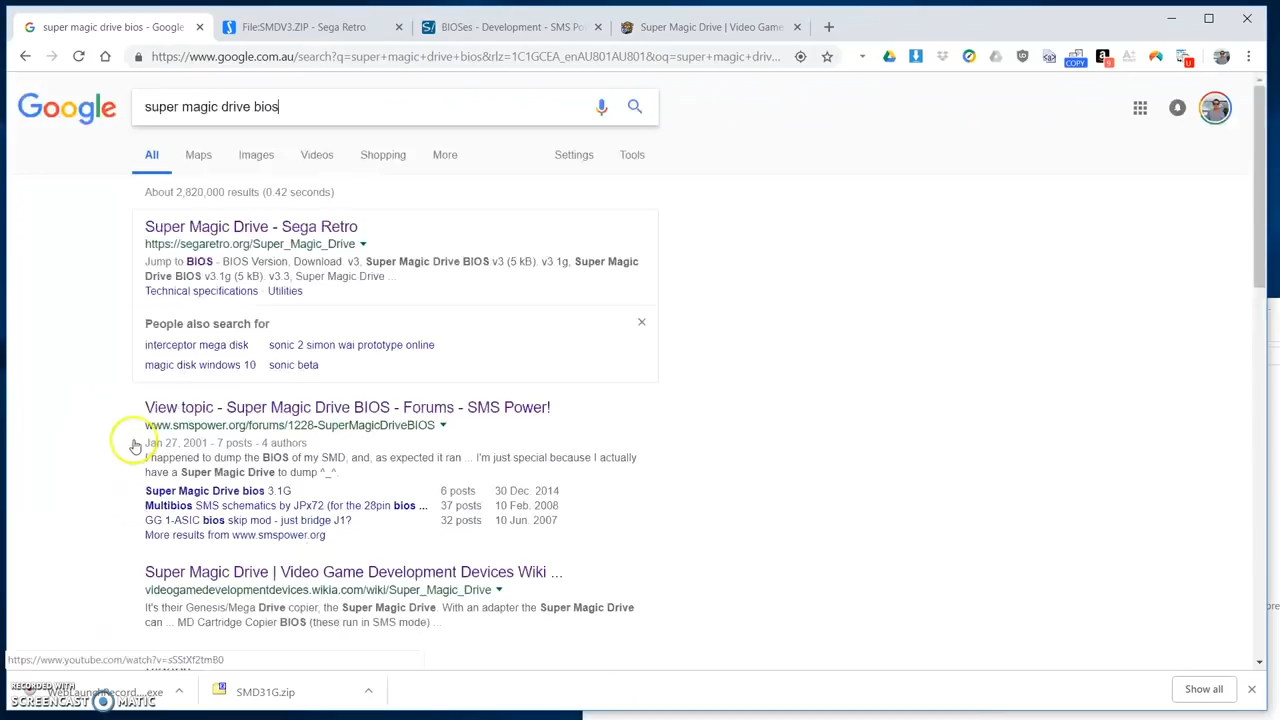 super magic drive bios - Google
File:SMDV3.ZIP - Sega Retro
BIOSes - Development - SMS Po
Super Magic Drive | Video Game
https://www.google.com.au/search?q=super+magic+drive+bios&rlz=1C1GCEA_enAU801AU801&oq=super+magic+driv...
COPY
9
Google
super magic drive bios
All Maps Images Videos Shopping More Settings Tools
About 2,820,000 results (0.42 seconds)
Super Magic Drive - Sega Retro
https://segaretro.org/Super_Magic_Drive
Jump to BIOS - BIOS Version, Download. v3, Super Magic Drive BIOS v3 (5 kB). v3 1g, Super Magic
Drive BIOS v3.1g (5 kB). v3.3, Super Magic Drive ...
Technical specifications · Utilities
People also search for
interceptor mega disk sonic 2 simon wai prototype online
magic disk windows 10 sonic beta
View topic - Super Magic Drive BIOS - Forums - SMS Power!
www.smspower.org/forums/1228-SuperMagicDriveBIOS
Jan 27, 2001 - 7 posts - 4 authors
I happened to dump the BIOS of my SMD, and, as expected it ran ... I'm just special because I actually
have a Super Magic Drive to dump ^_^.
Super Magic Drive bios 3.1G 6 posts 30 Dec. 2014
Multibios SMS schematics by JPx72 (for the 28pin bios ... 37 posts 10 Feb. 2008
GG 1-ASIC bios skip mod - just bridge J1? 32 posts 10 Jun. 2007
More results from www.smspower.org
Super Magic Drive | Video Game Development Devices Wiki ...
videogamedevelopmentdevices.wikia.com/wiki/Super_Magic_Drive
It's their Genesis/Mega Drive copier, the Super Magic Drive. With an adapter the Super Magic Drive
can ... MD Cartridge Copier BIOS (these run in SMS mode) ...
https://www.youtube.com/watch?v=sSStXf2tmB0
WebLaunchRecord....exe
SMD31G.zip
Show all
RECORDED WITH
SCREENCAST MATIC